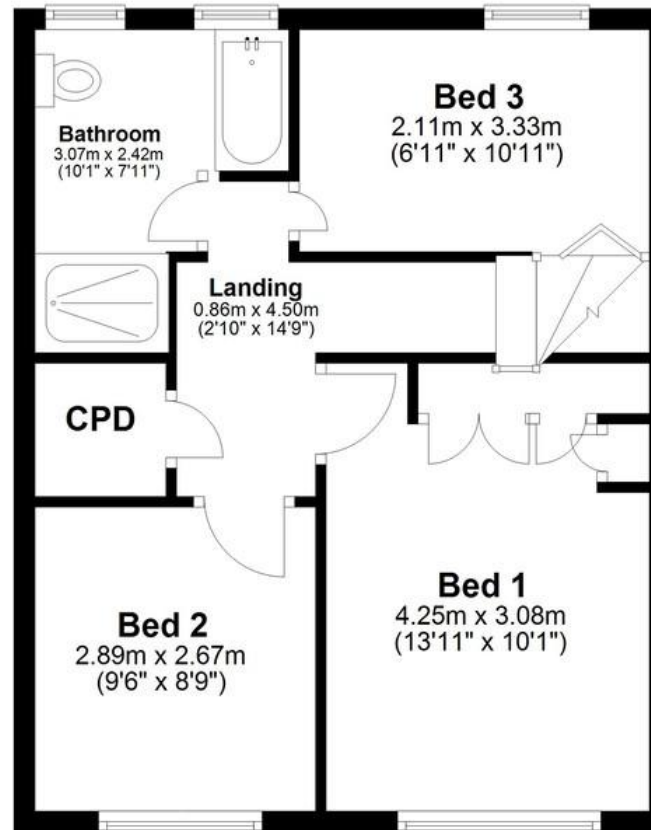 Bathroom
3.07m x 2.42m
(10'1" x 7'11")
Bed 3
2.11m x 3.33m
(6'11" x 10'11")
Landing
0.86m x 4.50m
(2'10" x 14'9")
CPD
Bed 2
2.89m x 2.67m
(9'6" x 8'9")
Bed 1
4.25m x 3.08m
(13'11" x 10'1")